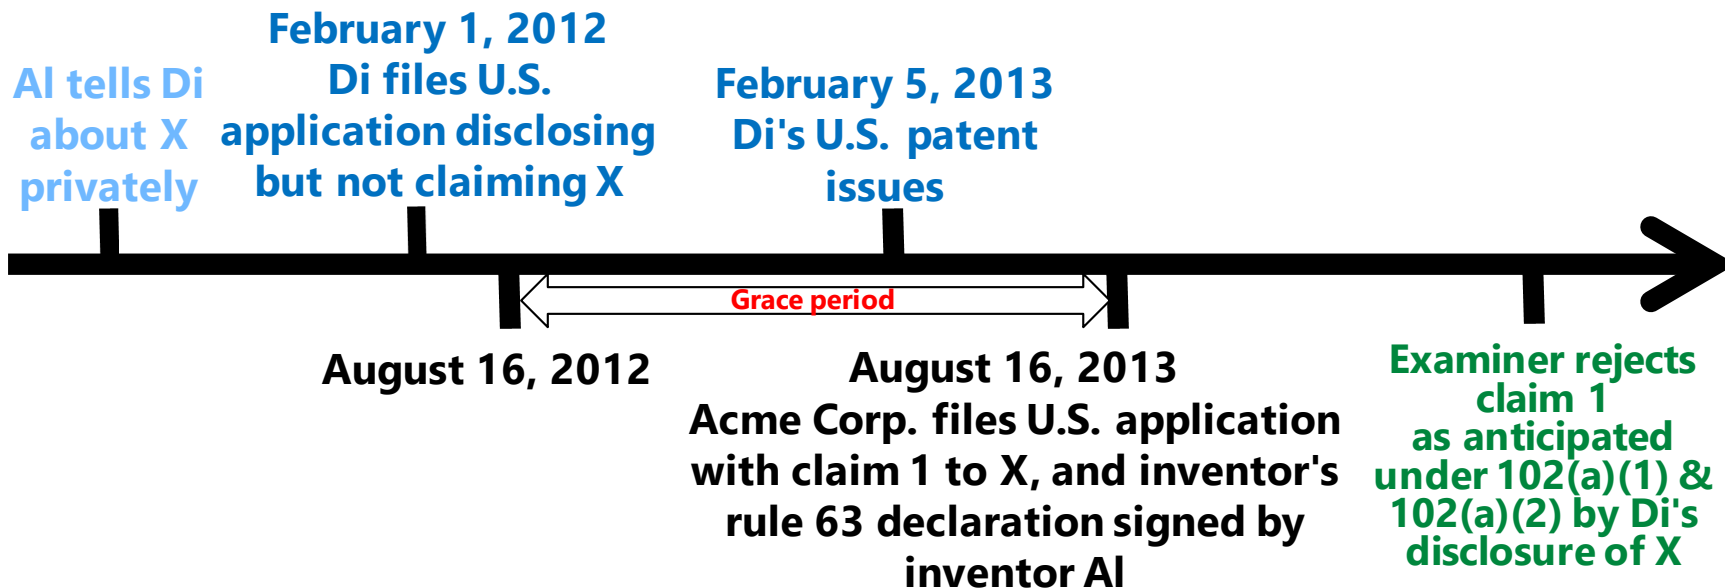 Al tells Di
about X
privately
February 1, 2012
Di files U.S.
application disclosing
but not claiming X
February 5, 2013
Di's U.S. patent
issues
Grace period
August 16, 2012
August 16, 2013
Acme Corp. files U.S. application
with claim 1 to X, and inventor's
rule 63 declaration signed by
inventor Al
Examiner rejects
claim 1
as anticipated
under 102(a)(1) &
102(a)(2) by Di's
disclosure of X